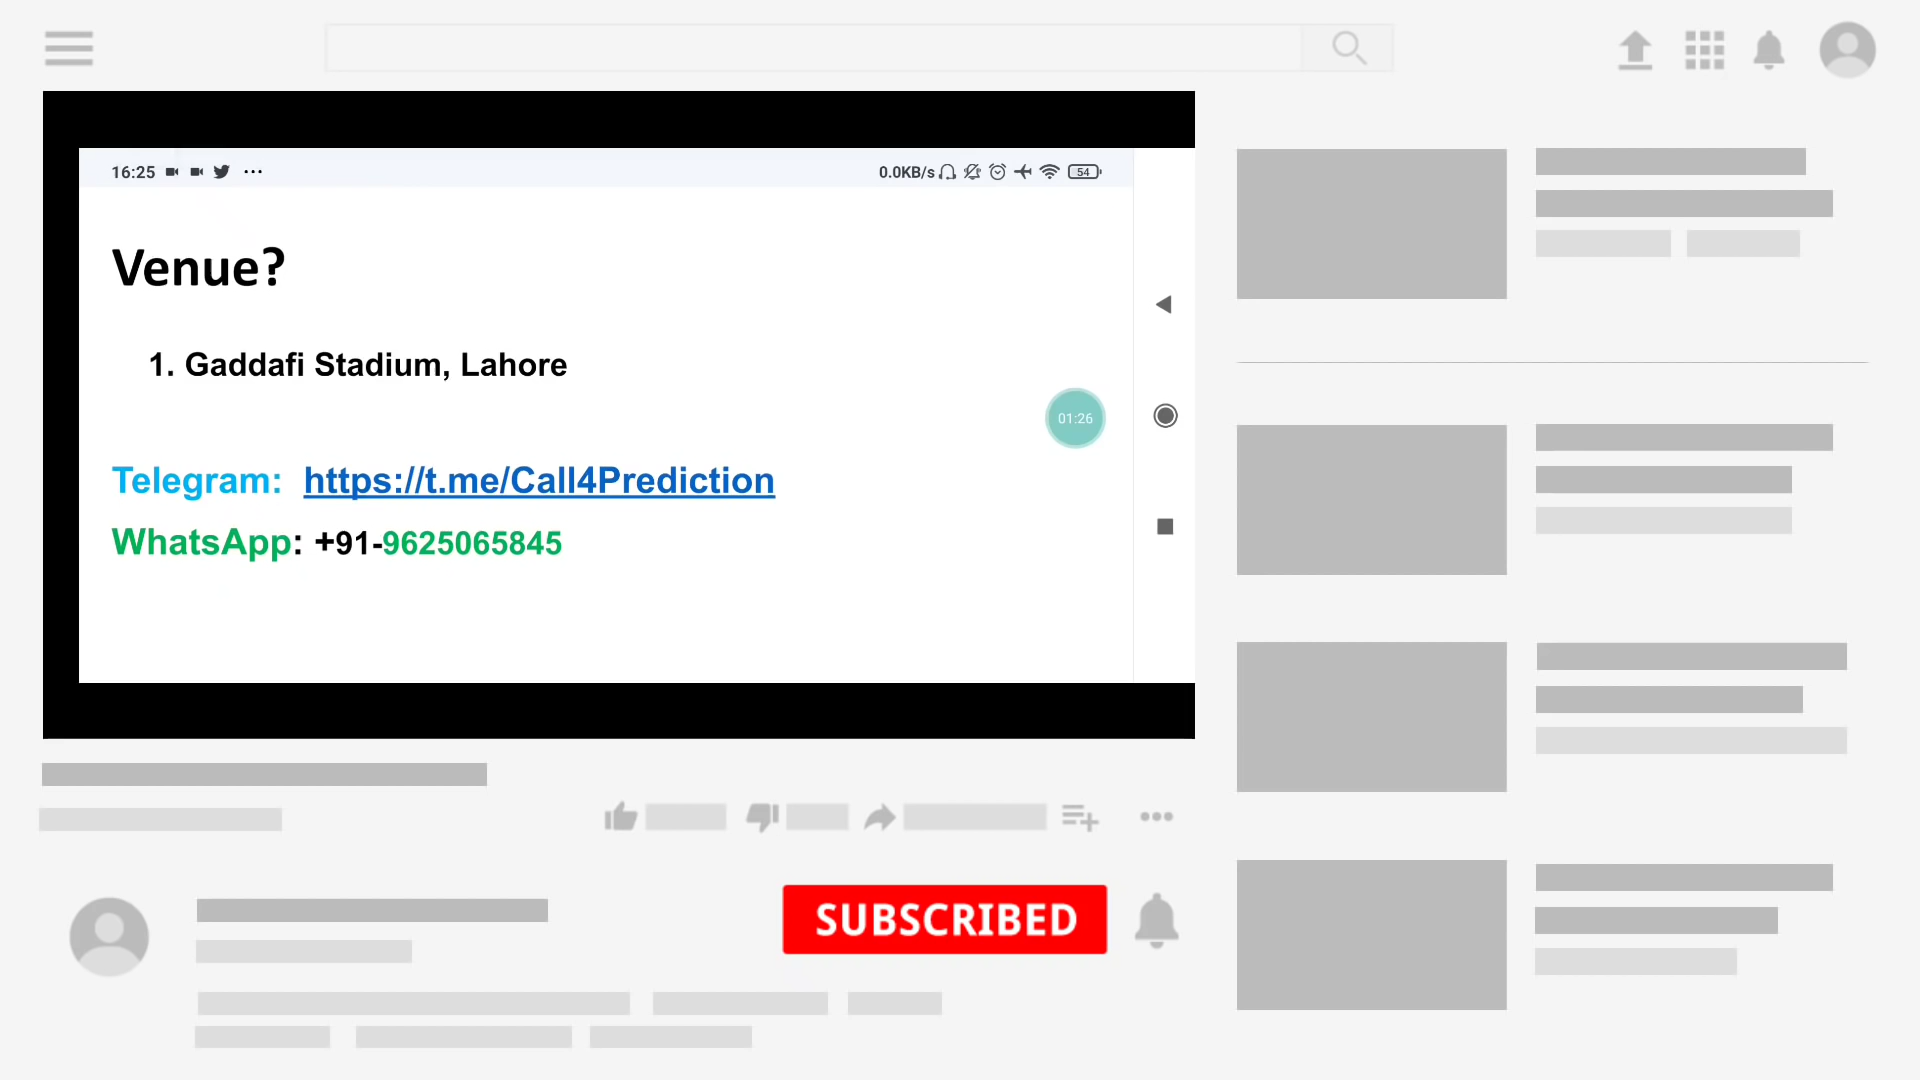 16:25 0.0KB/s 54
Venue?
1. Gaddafi Stadium, Lahore
01:26
Telegram: https://t.me/Call4Prediction
WhatsApp: +91-9625065845
SUBSCRIBED